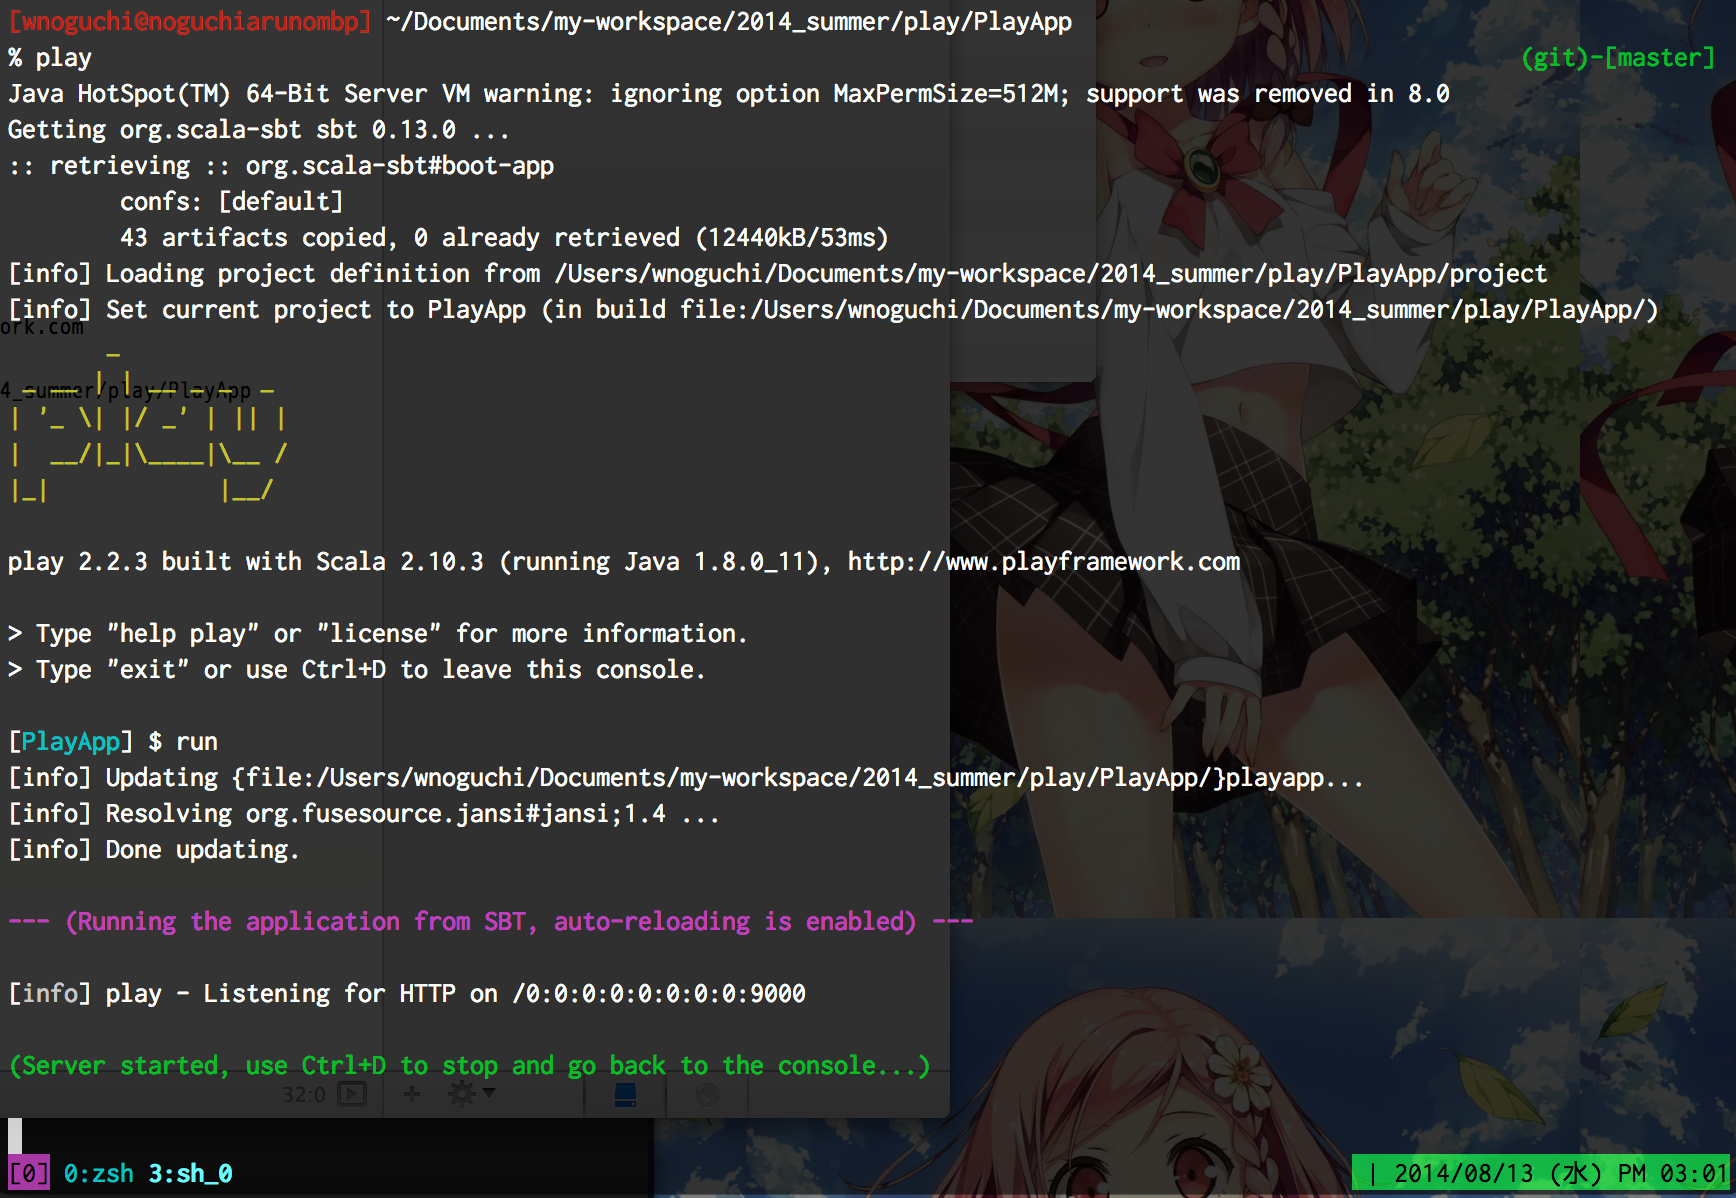 [wnoguchi@noguchiarunombp] ~/Documents/my-workspace/2014_summer/play/PlayApp
% play (git)-[master]
Java HotSpot(TM) 64-Bit Server VM warning: ignoring option MaxPermSize=512M; support was removed in 8.0
Getting org.scala-sbt sbt 0.13.0 ...
:: retrieving :: org.scala-sbt#boot-app
confs: [default]
43 artifacts copied, 0 already retrieved (12440kB/53ms)
[info] Loading project definition from /Users/wnoguchi/Documents/my-workspace/2014_summer/play/PlayApp/project
[info] Set current project to PlayApp (in build file:/Users/wnoguchi/Documents/my-workspace/2014_summer/play/PlayApp/)
ork.com
       _
 _ __ | | __ _ _  _
4_summer/play/PlayApp
| '_ \| |/ _' | || |
|  __/|_|\____|\__ /
|_|            |__/
play 2.2.3 built with Scala 2.10.3 (running Java 1.8.0_11), http://www.playframework.com
> Type "help play" or "license" for more information.
> Type "exit" or use Ctrl+D to leave this console.
[PlayApp] $ run
[info] Updating {file:/Users/wnoguchi/Documents/my-workspace/2014_summer/play/PlayApp/}playapp...
[info] Resolving org.fusesource.jansi#jansi;1.4 ...
[info] Done updating.
--- (Running the application from SBT, auto-reloading is enabled) ---
[info] play - Listening for HTTP on /0:0:0:0:0:0:0:0:9000
(Server started, use Ctrl+D to stop and go back to the console...)
32:0
[0] 0:zsh 3:sh_0 | 2014/08/13 (水) PM 03:01